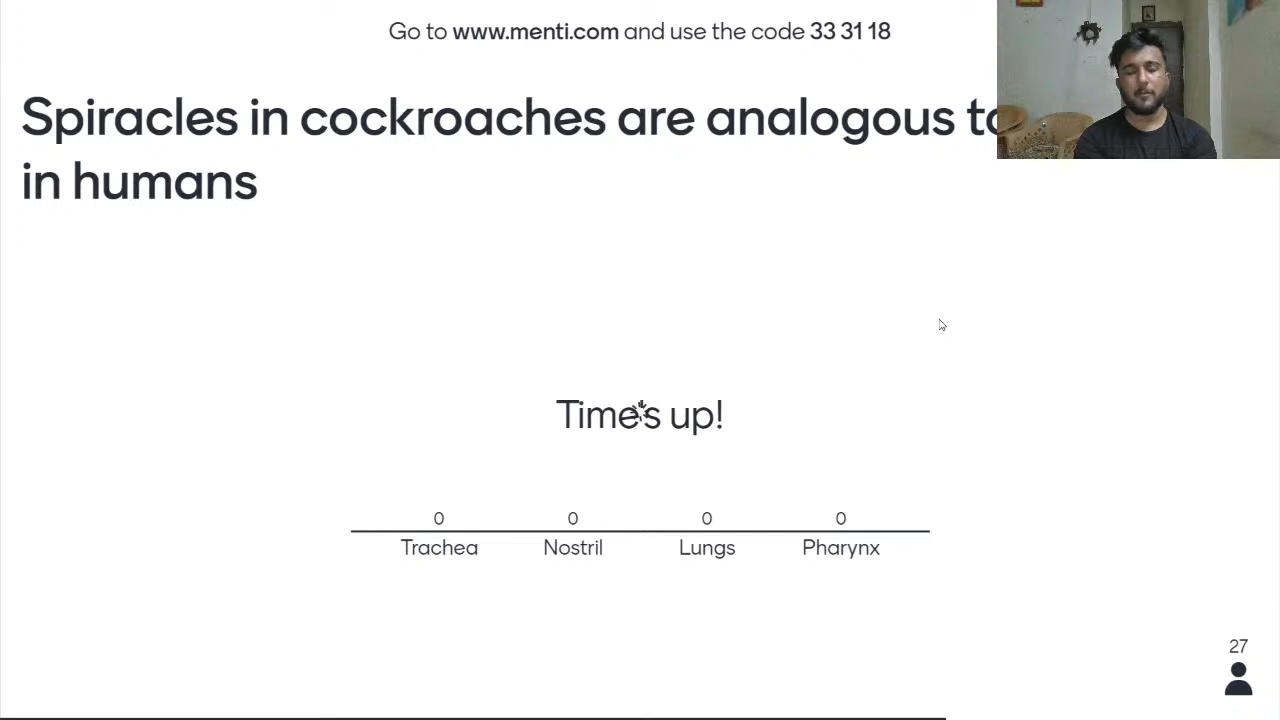 Go to www.menti.com and use the code 33 31 18
Spiracles in cockroaches are analogous
in humans
Time's up!
0 0 0 0
Trachea Nostril Lungs Pharynx
27